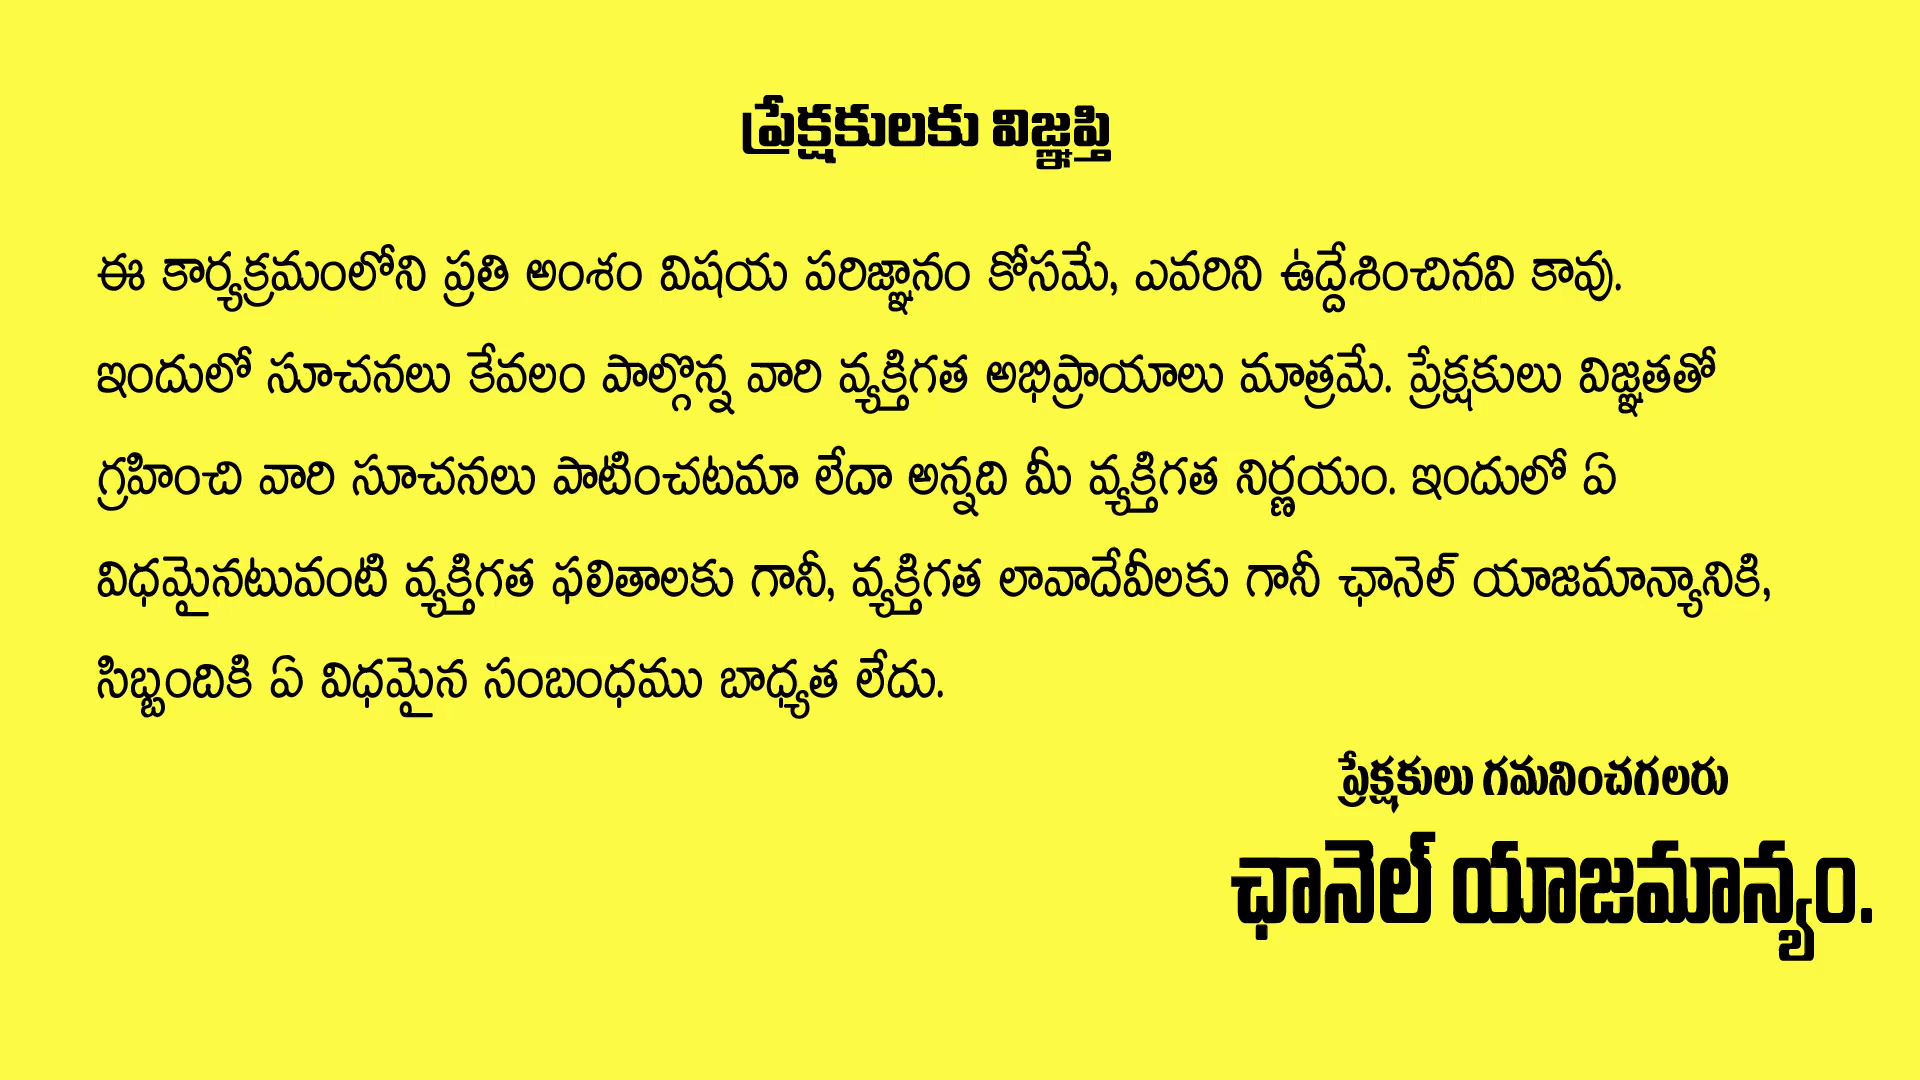 ప్రేక్షకులకు విజ్ఞప్తి
ఈ కార్యక్రమంలోని ప్రతి అంశం విషయ పరిజ్ఞానం కోసమే, ఎవరిని ఉద్దేశించినవి కావు.
ఇందులో సూచనలు కేవలం పాల్గొన్న వారి వ్యక్తిగత అభిప్రాయాలు మాత్రమే. ప్రేక్షకులు విజ్ఞతతో
గ్రహించి వారి సూచనలు పాటించటమా లేదా అన్నది మీ వ్యక్తిగత నిర్ణయం. ఇందులో ఏ
విధమైనటువంటి వ్యక్తిగత ఫలితాలకు గానీ, వ్యక్తిగత లావాదేవీలకు గానీ ఛానెల్ యాజమాన్యానికి,
సిబ్బందికి ఏ విధమైన సంబంధము బాధ్యత లేదు.
ప్రేక్షకులు గమనించగలరు
ఛానెల్ యాజమాన్యం.